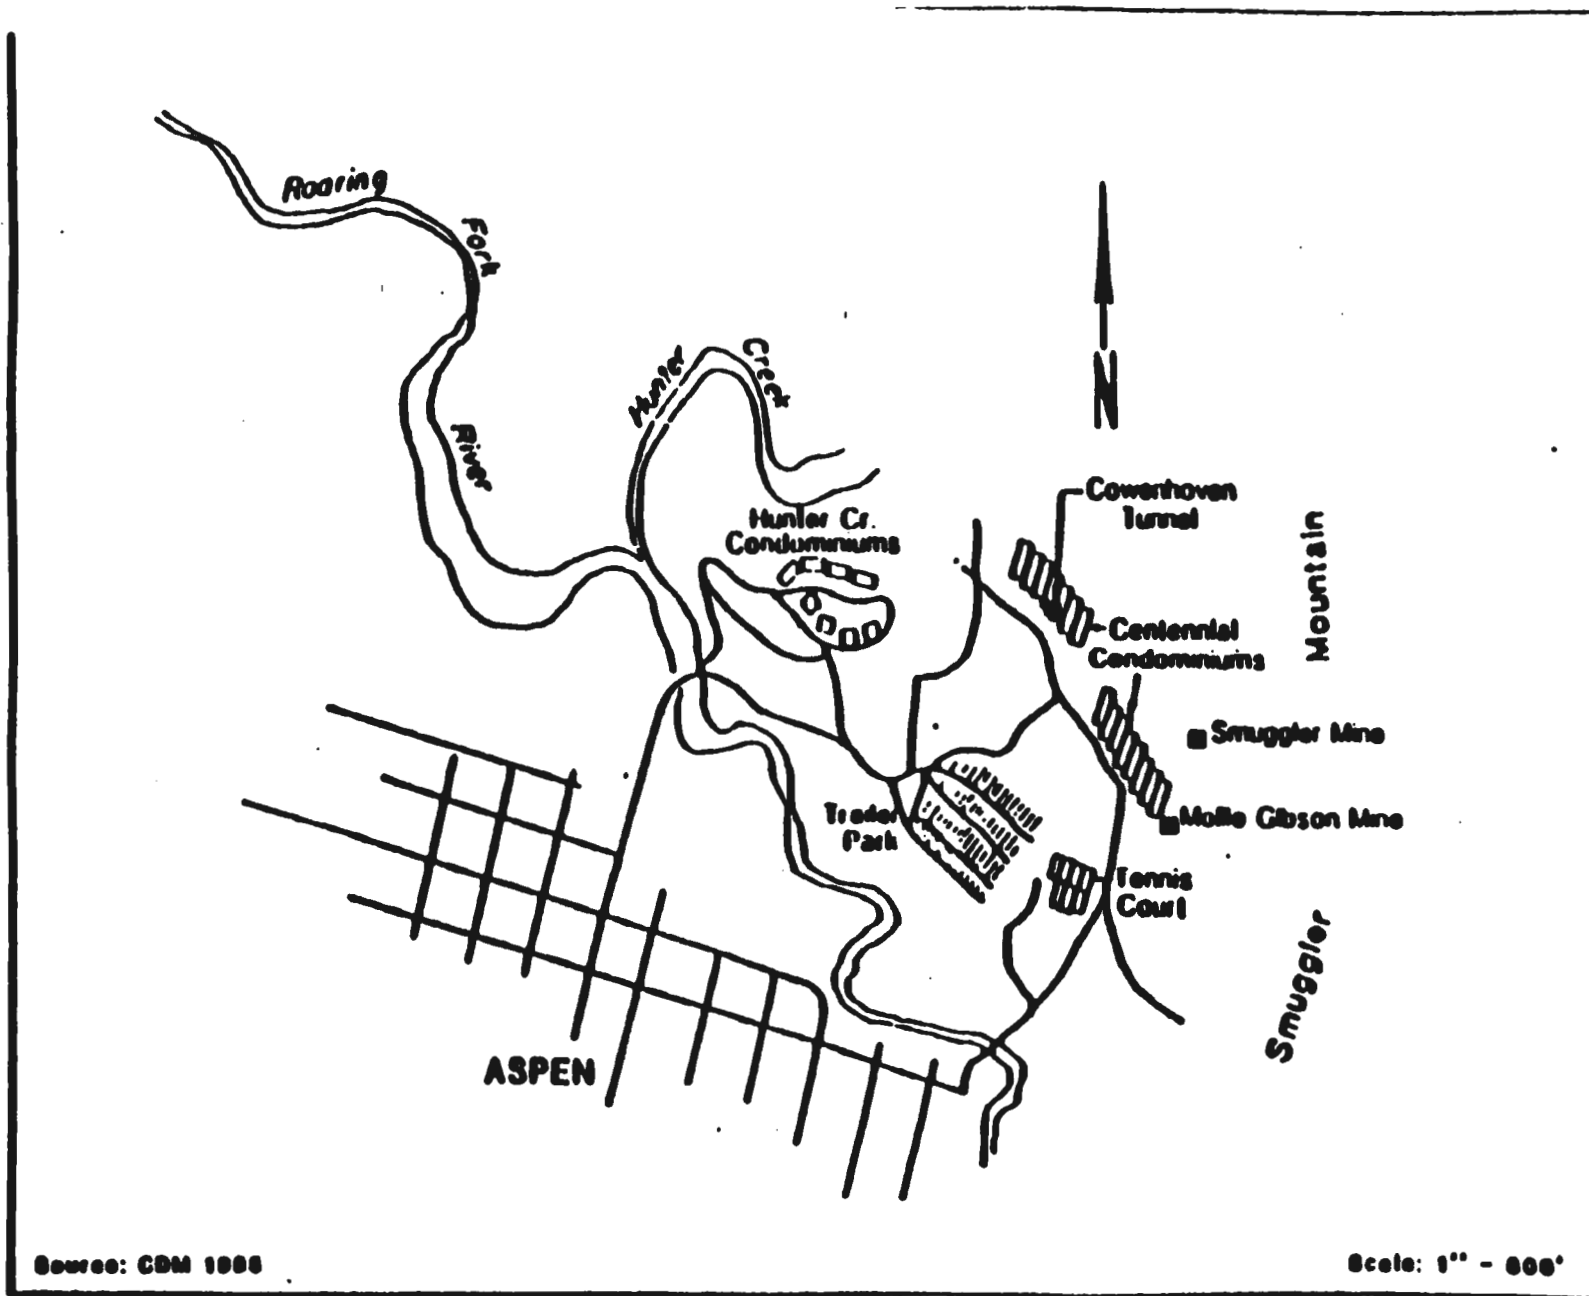 Roaring
Fork
River
Hunter
Creek
N
Hunter Cr.
Condominiums
Cowenhoven
Tunnel
Mountain
Centennial
Condominiums
Smuggler Mine
Mollie Gibson Mine
Trailer
Park
Tennis
Court
Smuggler
ASPEN
Source: CDM
Scale: 1"